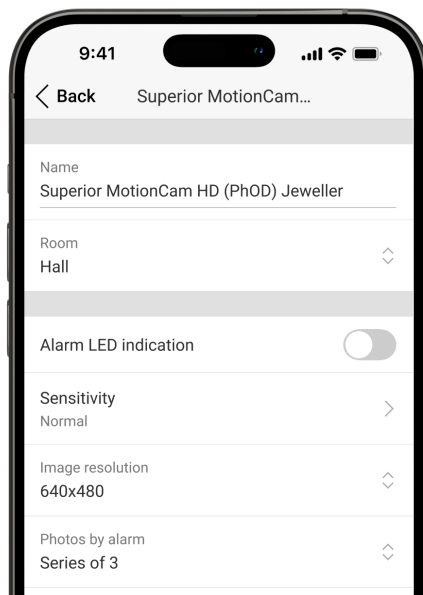 9:41
Back
Superior MotionCam...
Name
Superior MotionCam HD (PhOD) Jeweller
Room
Hall
Alarm LED indication
Sensitivity
Normal
Image resolution
640x480
Photos by alarm
Series of 3